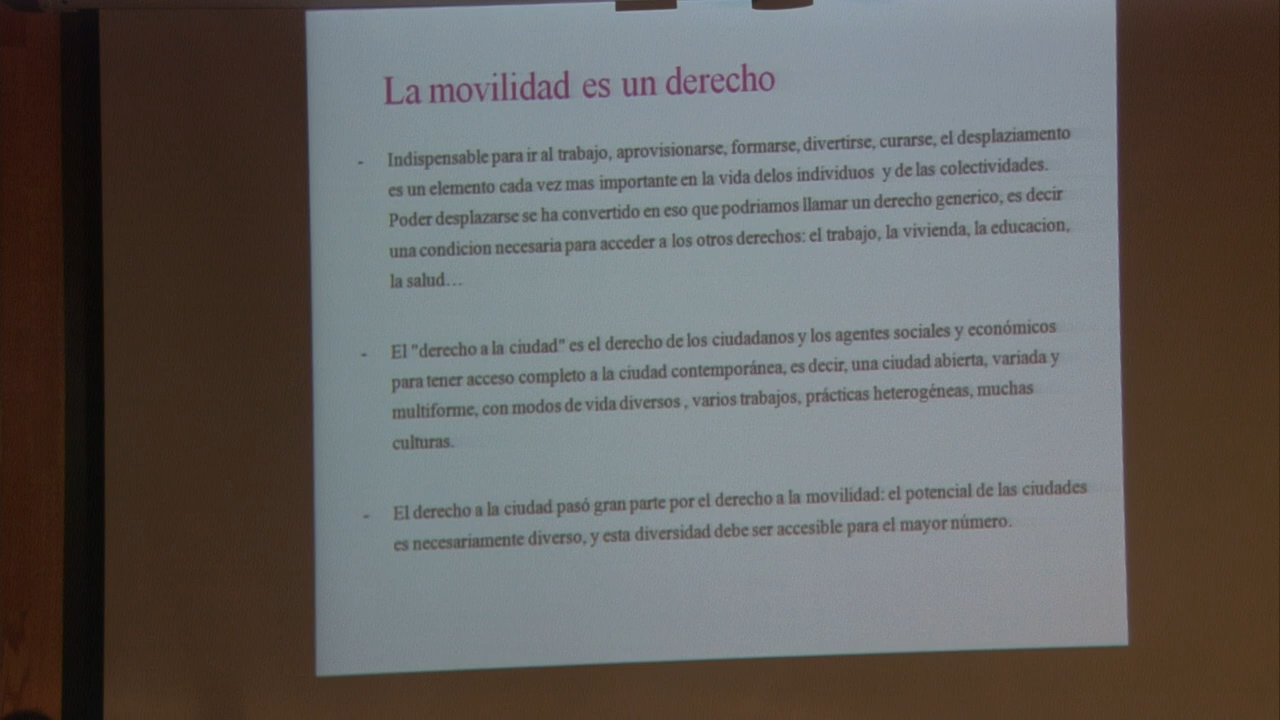 La movilidad es un derecho
- Indispensable para ir al trabajo, aprovisionarse, formarse, divertirse, curarse, el desplaziamento
es un elemento cada vez mas importante en la vida delos individuos y de las colectividades.
Poder desplazarse se ha convertido en eso que podriamos llamar un derecho generico, es decir
una condicion necesaria para acceder a los otros derechos: el trabajo, la vivienda, la educacion,
la salud…
- El "derecho a la ciudad" es el derecho de los ciudadanos y los agentes sociales y económicos
para tener acceso completo a la ciudad contemporánea, es decir, una ciudad abierta, variada y
multiforme, con modos de vida diversos , varios trabajos, prácticas heterogéneas, muchas
culturas.
- El derecho a la ciudad pasó gran parte por el derecho a la movilidad: el potencial de las ciudades
es necesariamente diverso, y esta diversidad debe ser accesible para el mayor número.